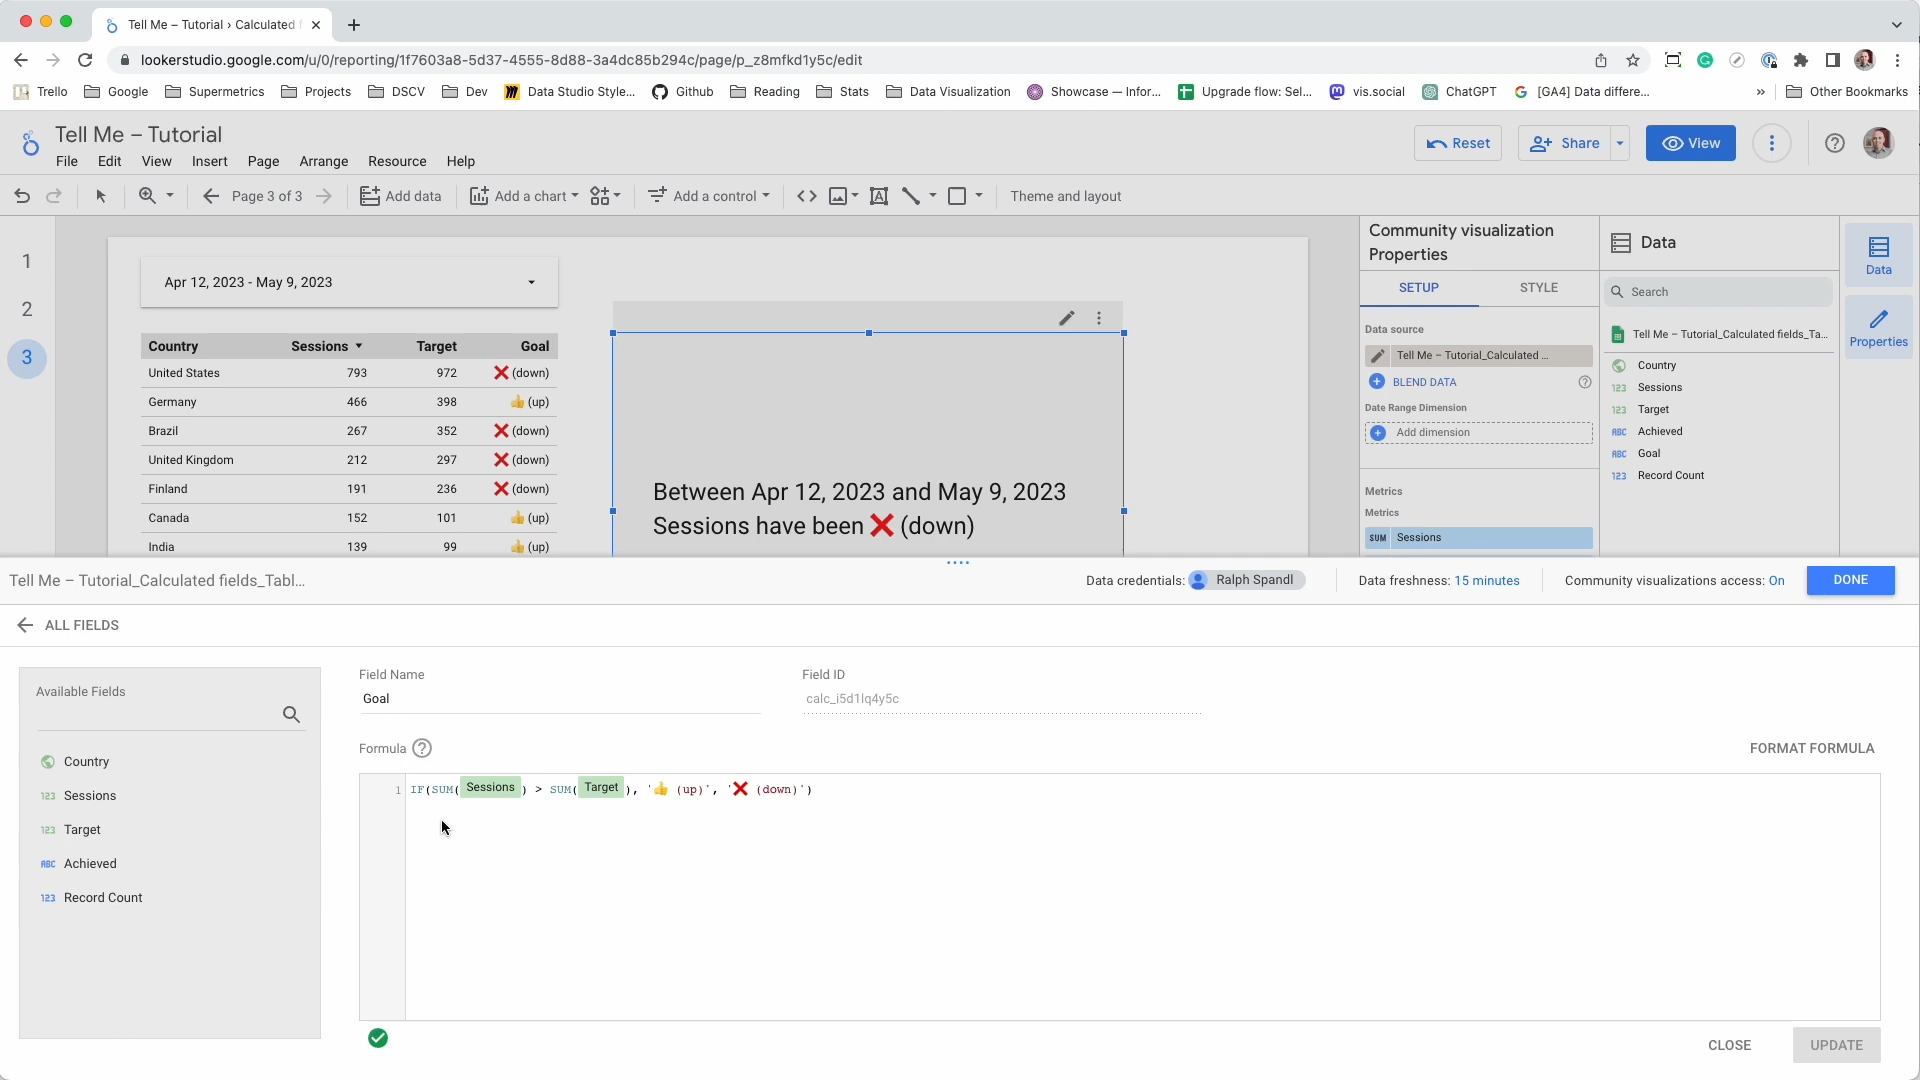 Tell Me – Tutorial › Calculated f
lookerstudio.google.com/u/0/reporting/1f7603a8-5d37-4555-8d88-3a4dc85b294c/page/p_z8mfkd1y5c/edit
Trello Google Supermetrics Projects DSCV Dev Data Studio Style... Github Reading Stats Data Visualization Showcase — Infor... Upgrade flow: Sel... vis.social ChatGPT [GA4] Data differe... » Other Bookmarks
Tell Me – Tutorial
Reset Share View
File Edit View Insert Page Arrange Resource Help
Page 3 of 3 Add data Add a chart Add a control Theme and layout
1
2
3
Apr 12, 2023 - May 9, 2023
Country Sessions Target Goal
United States 793 972 ❌ (down)
Germany 466 398 👍 (up)
Brazil 267 352 ❌ (down)
United Kingdom 212 297 ❌ (down)
Finland 191 236 ❌ (down)
Canada 152 101 👍 (up)
India 139 99 👍 (up)
Between Apr 12, 2023 and May 9, 2023
Sessions have been ❌ (down)
Community visualization
Properties
SETUP STYLE
Data source
Tell Me – Tutorial_Calculated ...
BLEND DATA
Date Range Dimension
Add dimension
Metrics
Metrics
SUM Sessions
Data
Search
Tell Me – Tutorial_Calculated fields_Ta...
Country
123 Sessions
123 Target
ABC Achieved
ABC Goal
123 Record Count
Data
Properties
Tell Me – Tutorial_Calculated fields_Tabl...
Data credentials: Ralph Spandl Data freshness: 15 minutes Community visualizations access: On DONE
ALL FIELDS
Available Fields
Country
123 Sessions
123 Target
ABC Achieved
123 Record Count
Field Name
Goal
Field ID
calc_i5d1lq4y5c
Formula
FORMAT FORMULA
1 IF(SUM( Sessions ) > SUM( Target ), '👍 (up)', '❌ (down)')
CLOSE UPDATE